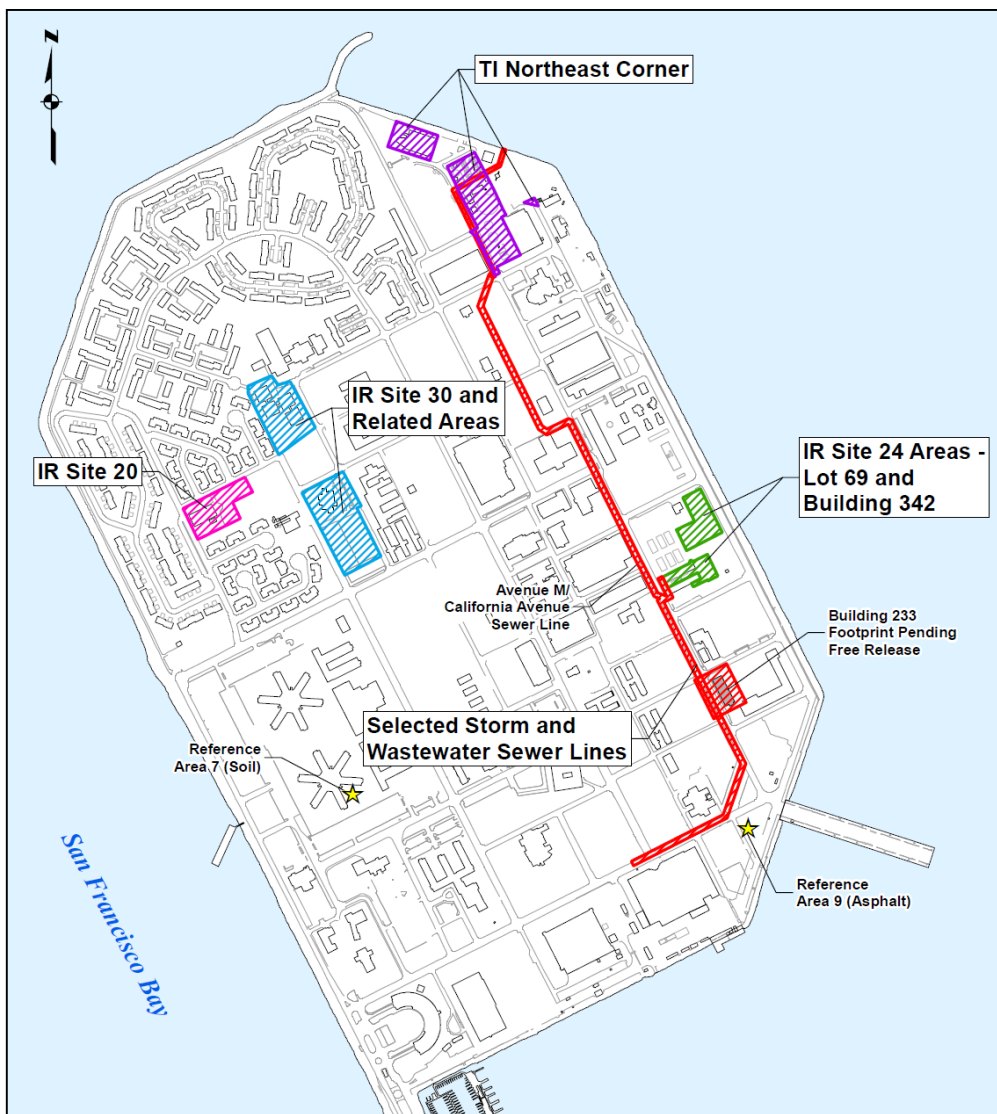 N
TI Northeast Corner
IR Site 30 and
Related Areas
IR Site 20
IR Site 24 Areas -
Lot 69 and
Building 342
Avenue M/
California Avenue
Sewer Line
Building 233
Footprint Pending
Free Release
Selected Storm and
Wastewater Sewer Lines
Reference
Area 7 (Soil)
Reference
Area 9 (Asphalt)
San Francisco Bay